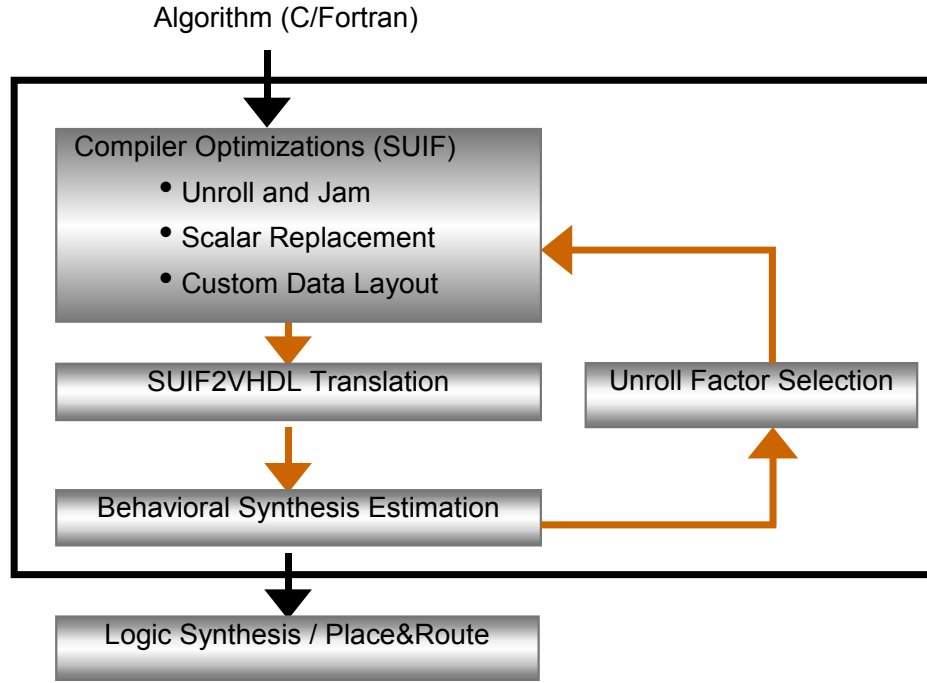 Algorithm (C/Fortran)
Compiler Optimizations (SUIF)
• Unroll and Jam
• Scalar Replacement
• Custom Data Layout
SUIF2VHDL Translation
Unroll Factor Selection
Behavioral Synthesis Estimation
Logic Synthesis / Place&Route